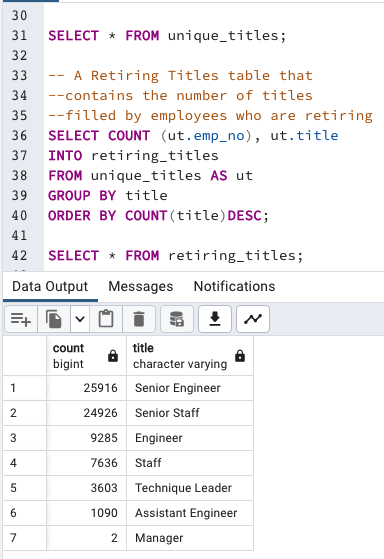 30
31 SELECT * FROM unique_titles;
32
33 -- A Retiring Titles table that
34 --contains the number of titles
35 --filled by employees who are retiring
36 SELECT COUNT (ut.emp_no), ut.title
37 INTO retiring_titles
38 FROM unique_titles AS ut
39 GROUP BY title
40 ORDER BY COUNT(title)DESC;
41
42 SELECT * FROM retiring_titles;
Data Output Messages Notifications
count title
bigint character varying
1 25916 Senior Engineer
2 24926 Senior Staff
3 9285 Engineer
4 7636 Staff
5 3603 Technique Leader
6 1090 Assistant Engineer
7 2 Manager